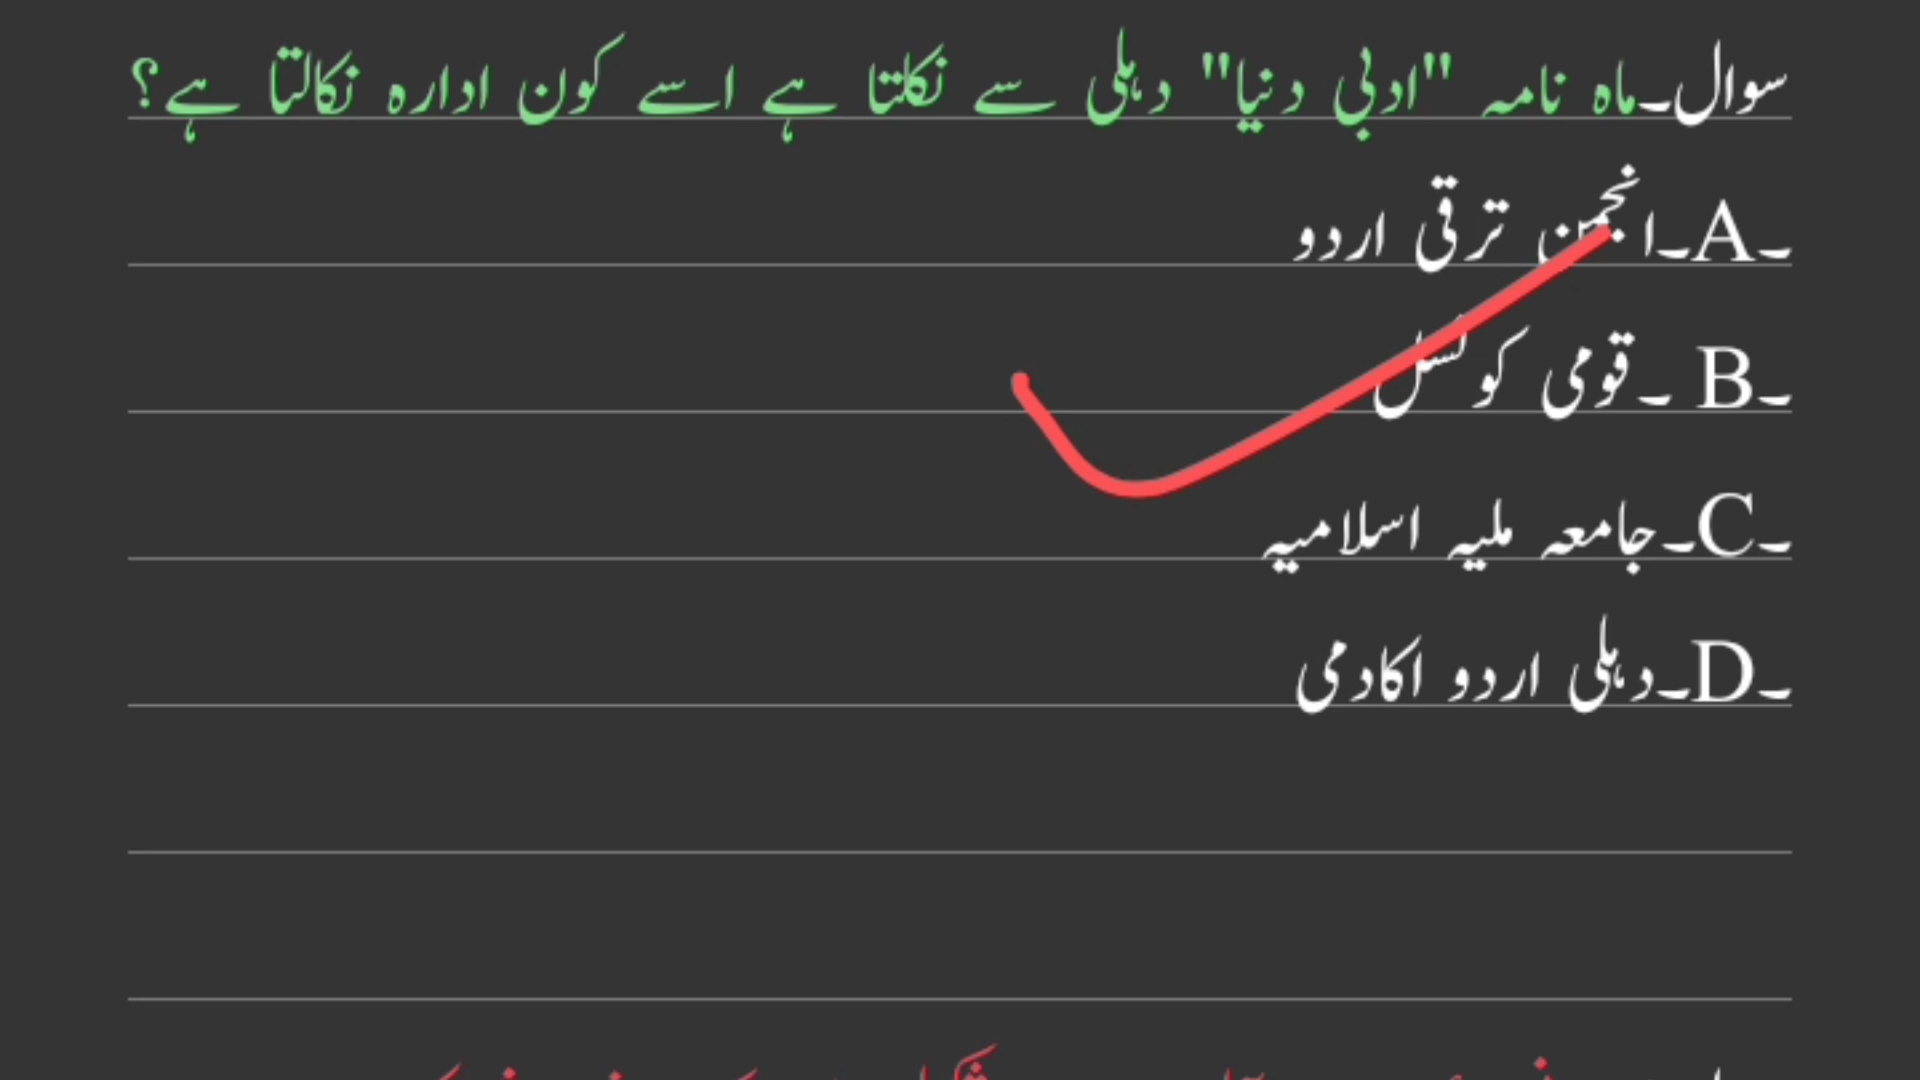 سوال۔ماہ نامہ "ادبی دنیا" دہلی سے نکلتا ہے اسے کون ادارہ نکالتا ہے؟
۔A۔انجمن ترقی اردو
۔B ۔قومی کونسل
۔C۔جامعہ ملیہ اسلامیہ
۔D۔دہلی اردو اکادمی